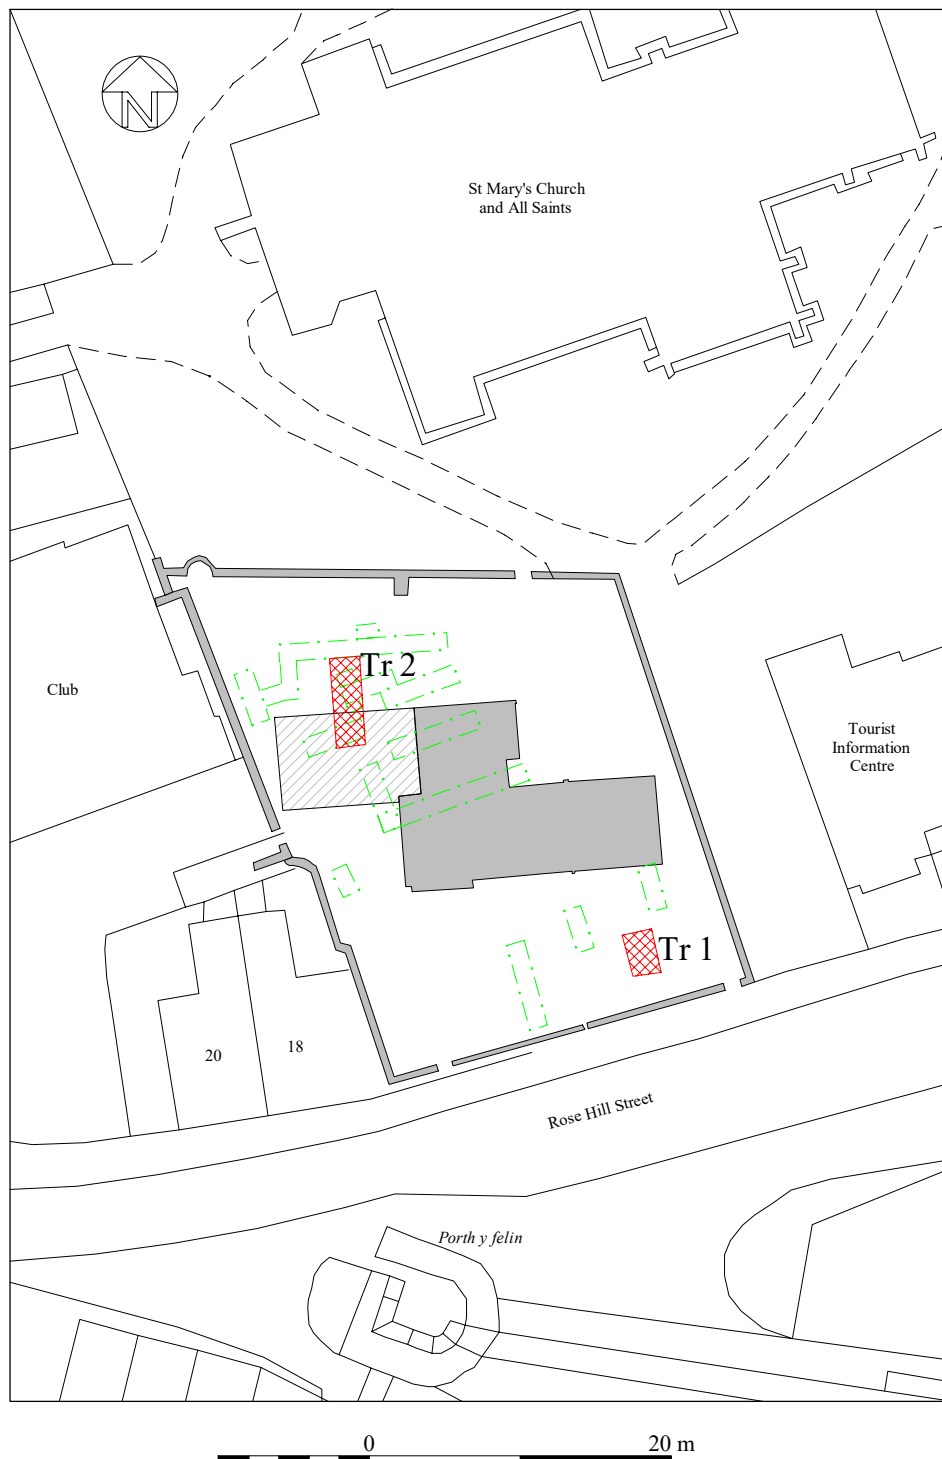 N
St Mary's Church
and All Saints
Tr 2
Club
Tourist
Information
Centre
Tr 1
20
18
Rose Hill Street
Porth y felin
0
20 m